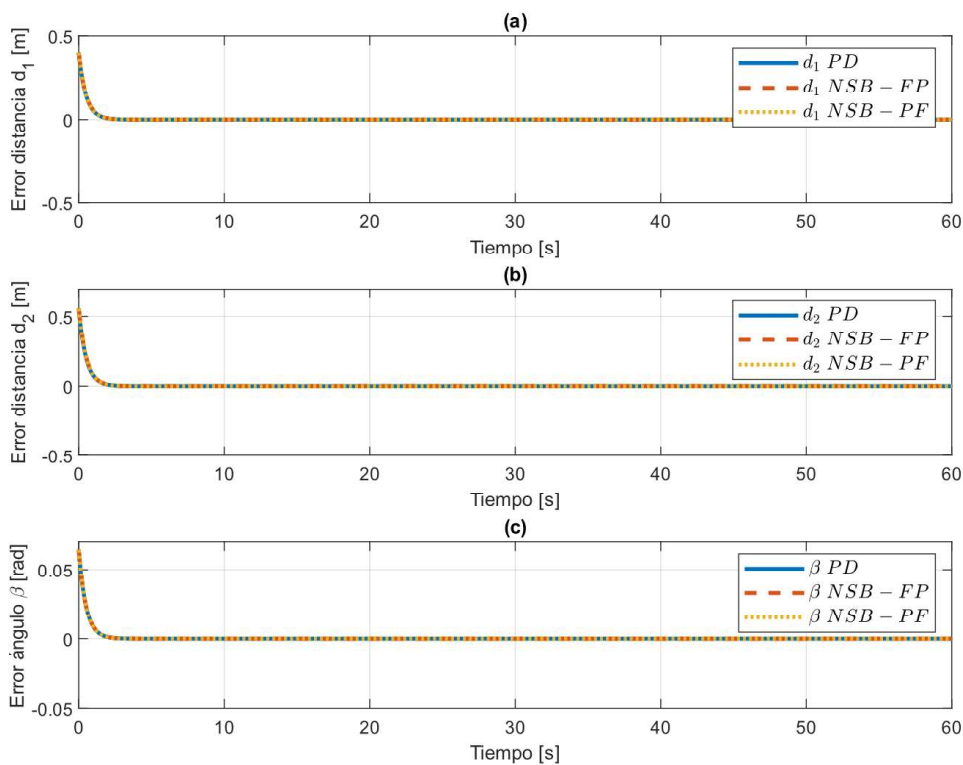 (a)
Error distancia d1 [m]
0.5
0
-0.5
d1 PD
d1 NSB − FP
d1 NSB − PF
0 10 20 30 40 50 60
Tiempo [s]
(b)
Error distancia d2 [m]
0.5
0
-0.5
d2 PD
d2 NSB − FP
d2 NSB − PF
0 10 20 30 40 50 60
Tiempo [s]
(c)
Error ángulo β [rad]
0.05
0
-0.05
β PD
β NSB − FP
β NSB − PF
0 10 20 30 40 50 60
Tiempo [s]